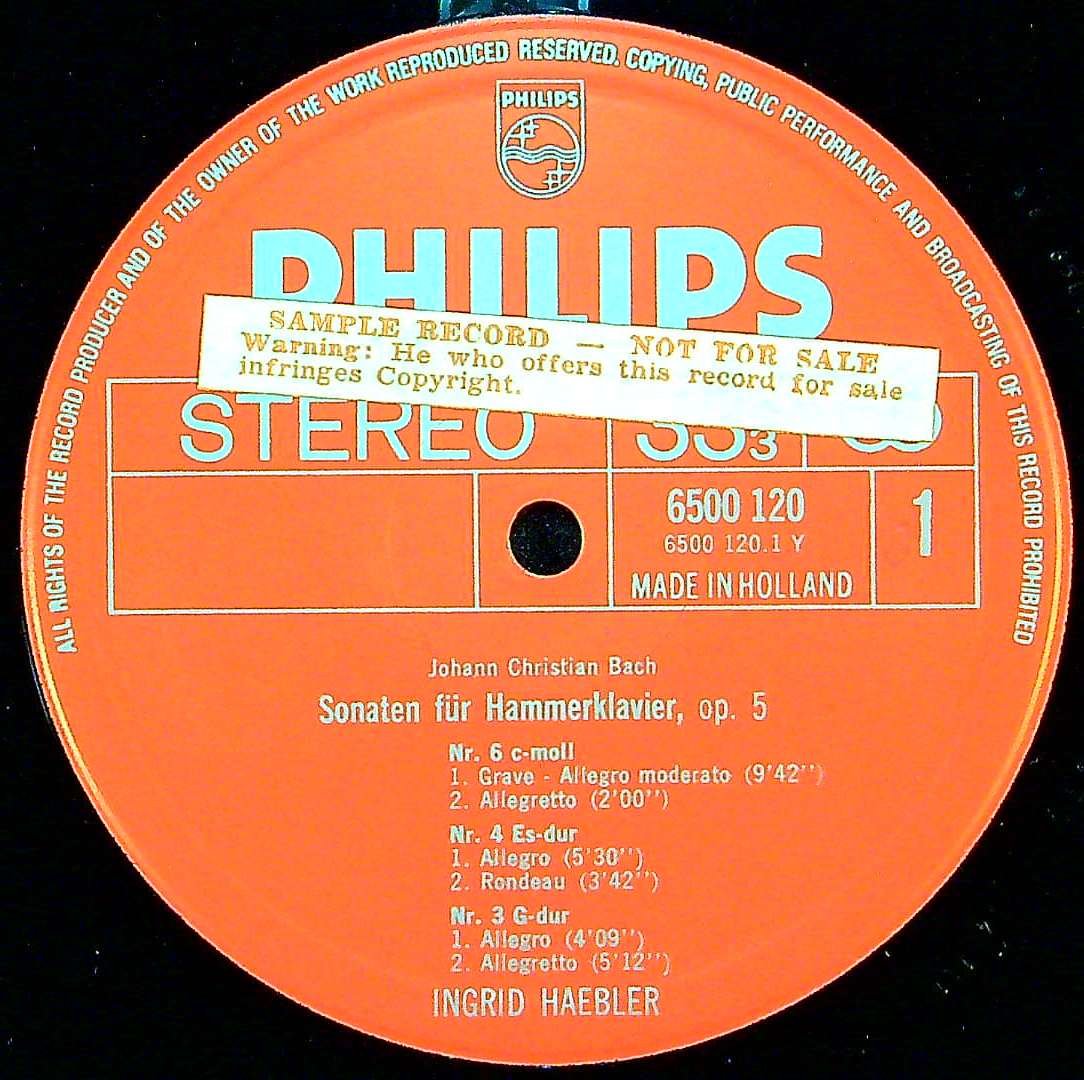 ALL RIGHTS OF THE RECORD PRODUCER AND OF THE OWNER OF THE WORK REPRODUCED RESERVED. COPYING, PUBLIC PERFORMANCE AND BROADCASTING OF THIS RECORD PROHIBITED
PHILIPS
PHILIPS
SAMPLE RECORD — NOT FOR SALE
Warning: He who offers this record for sale
infringes Copyright.
STEREO
6500 120
6500 120.1 Y
MADE IN HOLLAND
1
Johann Christian Bach
Sonaten für Hammerklavier, op. 5
Nr. 6 c-moll
1. Grave - Allegro moderato (9'42'')
2. Allegretto (2'00'')
Nr. 4 Es-dur
1. Allegro (5'30'')
2. Rondeau (3'42'')
Nr. 3 G-dur
1. Allegro (4'09'')
2. Allegretto (5'12'')
INGRID HAEBLER